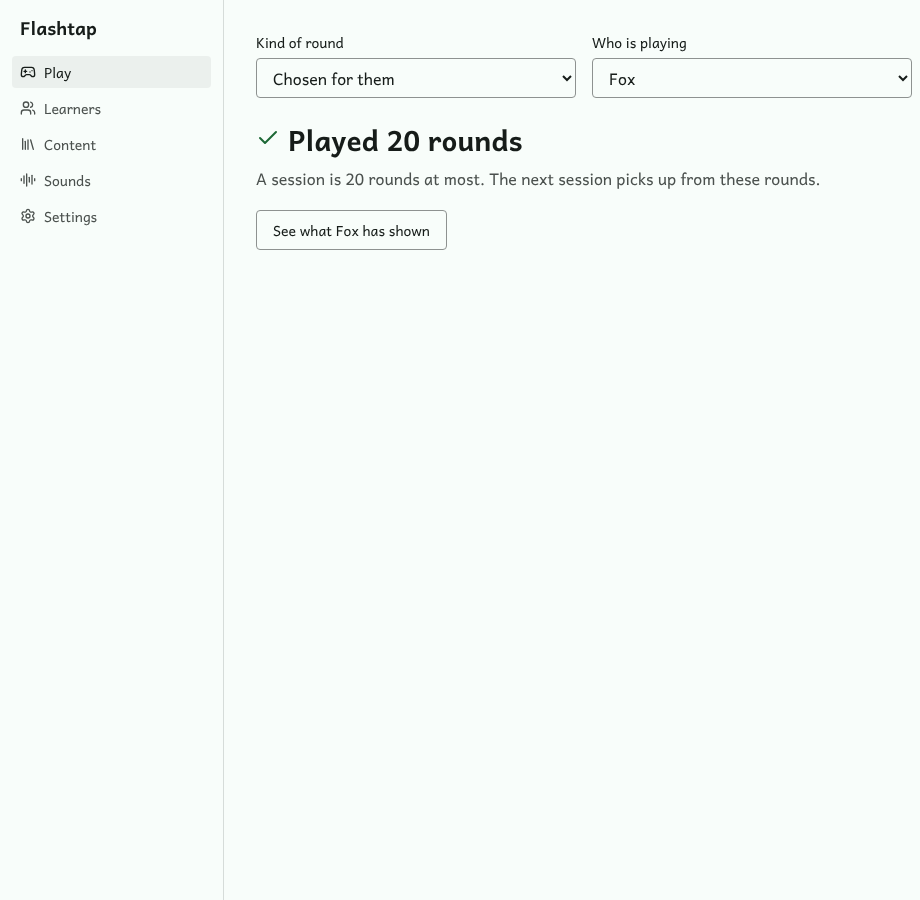 Flashtap
Play
Learners
Content
Sounds
Settings
Kind of round
Who is playing
Chosen for them
Fox
Played 20 rounds
A session is 20 rounds at most. The next session picks up from these rounds.
See what Fox has shown